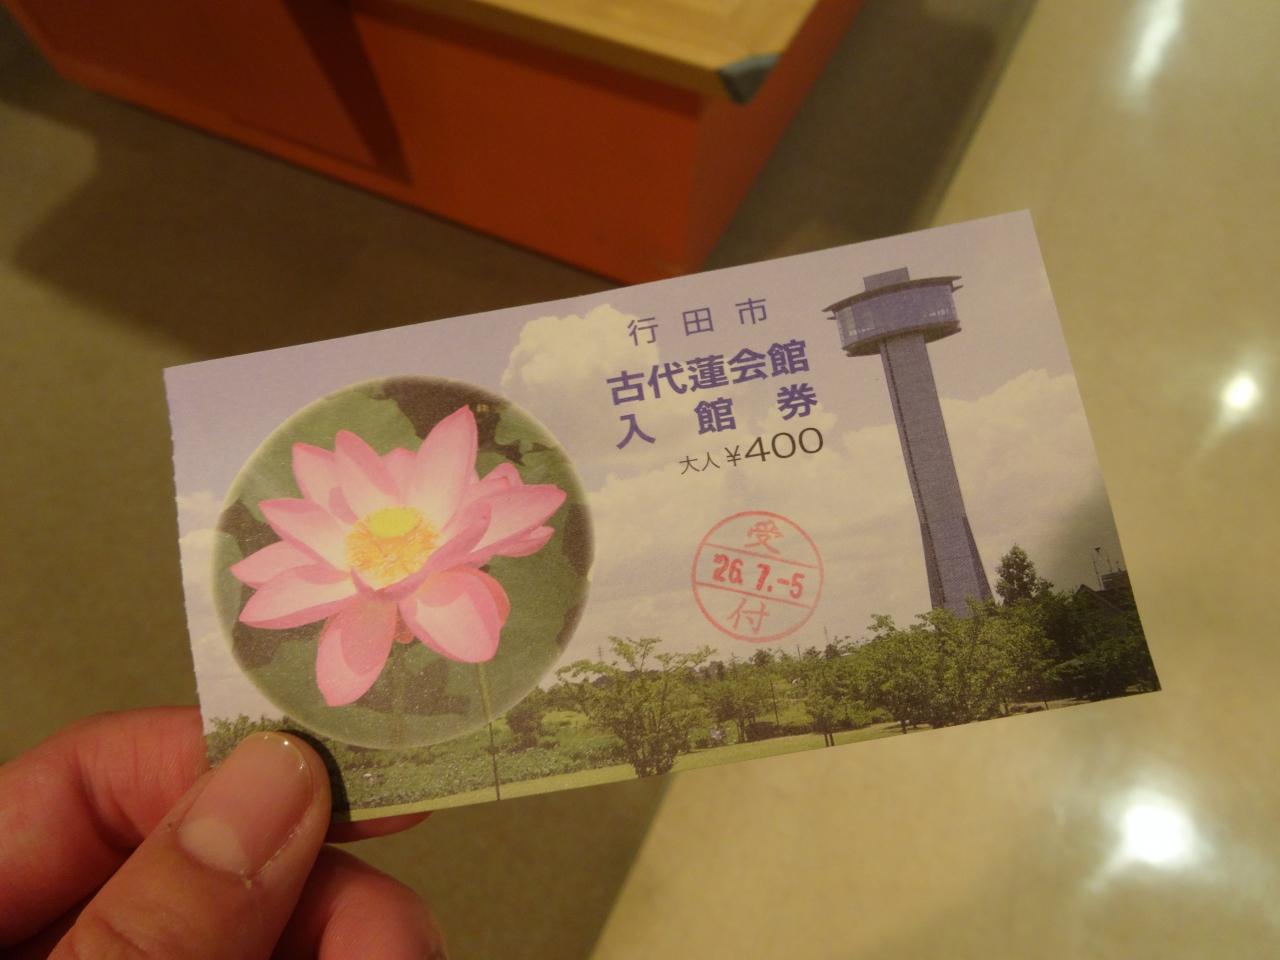 行田市
古代蓮会館
入館券
大人¥400
受
26.7.-5
付